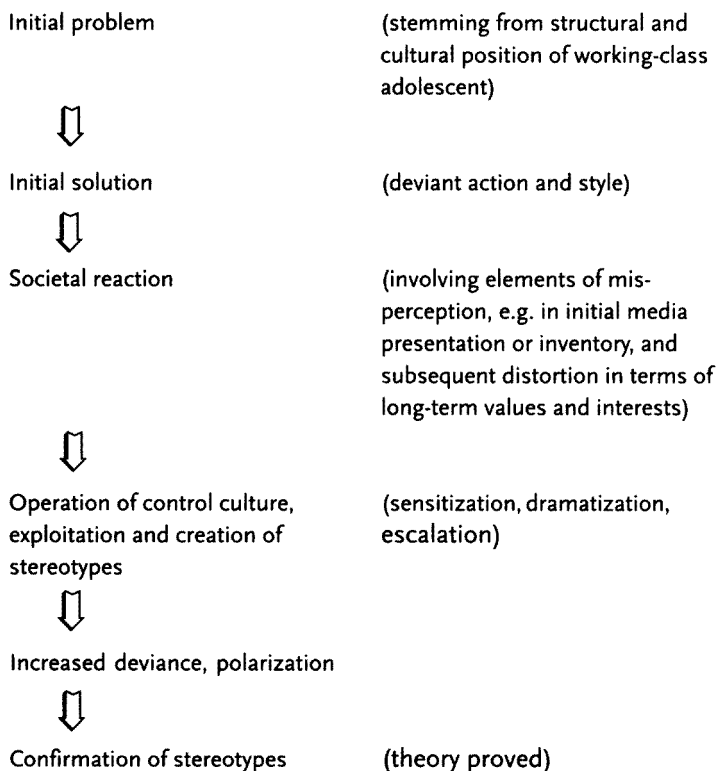 Initial problem (stemming from structural and
cultural position of working-class
adolescent)
Initial solution (deviant action and style)
Societal reaction (involving elements of mis-
perception, e.g. in initial media
presentation or inventory, and
subsequent distortion in terms of
long-term values and interests)
Operation of control culture, (sensitization, dramatization,
exploitation and creation of escalation)
stereotypes
Increased deviance, polarization
Confirmation of stereotypes (theory proved)